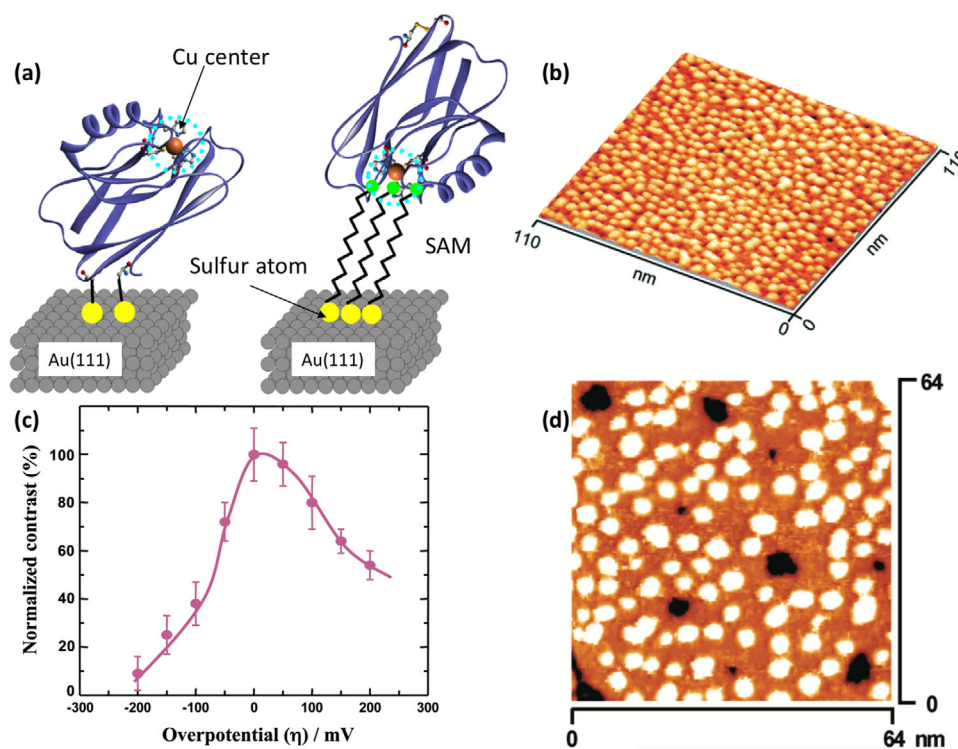 (a)
Cu center
SAM
Sulfur atom
Au(111)
Au(111)
(b)
110
nm
0
0
nm
110
(c)
Normalized contrast (%)
100
80
60
40
20
0
-300 -200 -100 0 100 200 300
Overpotential (η) / mV
(d)
64
0
0 64 nm